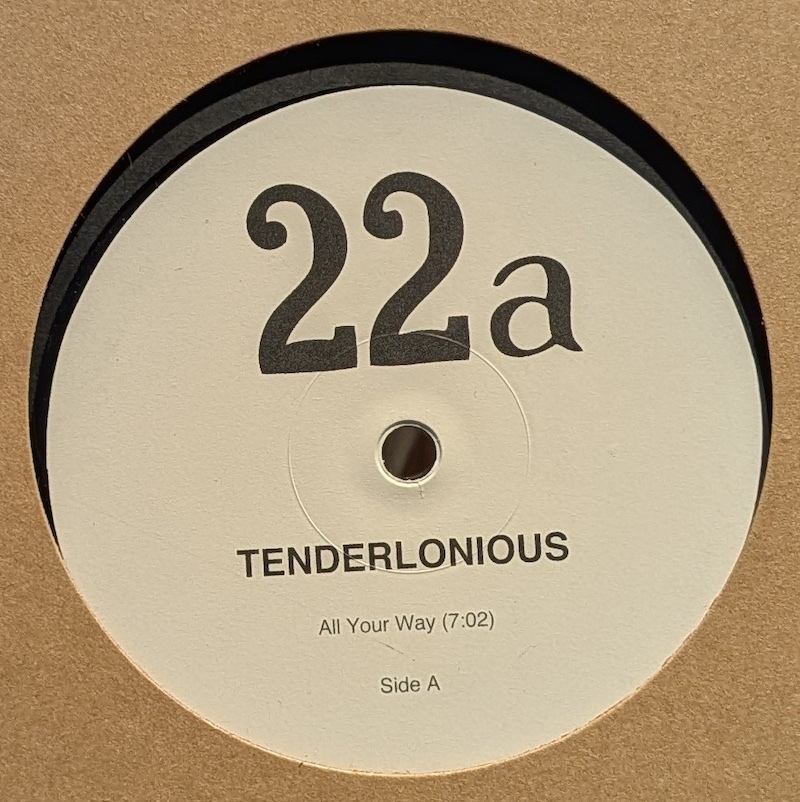 22a
TENDERLONIOUS
All Your Way (7:02)
Side A